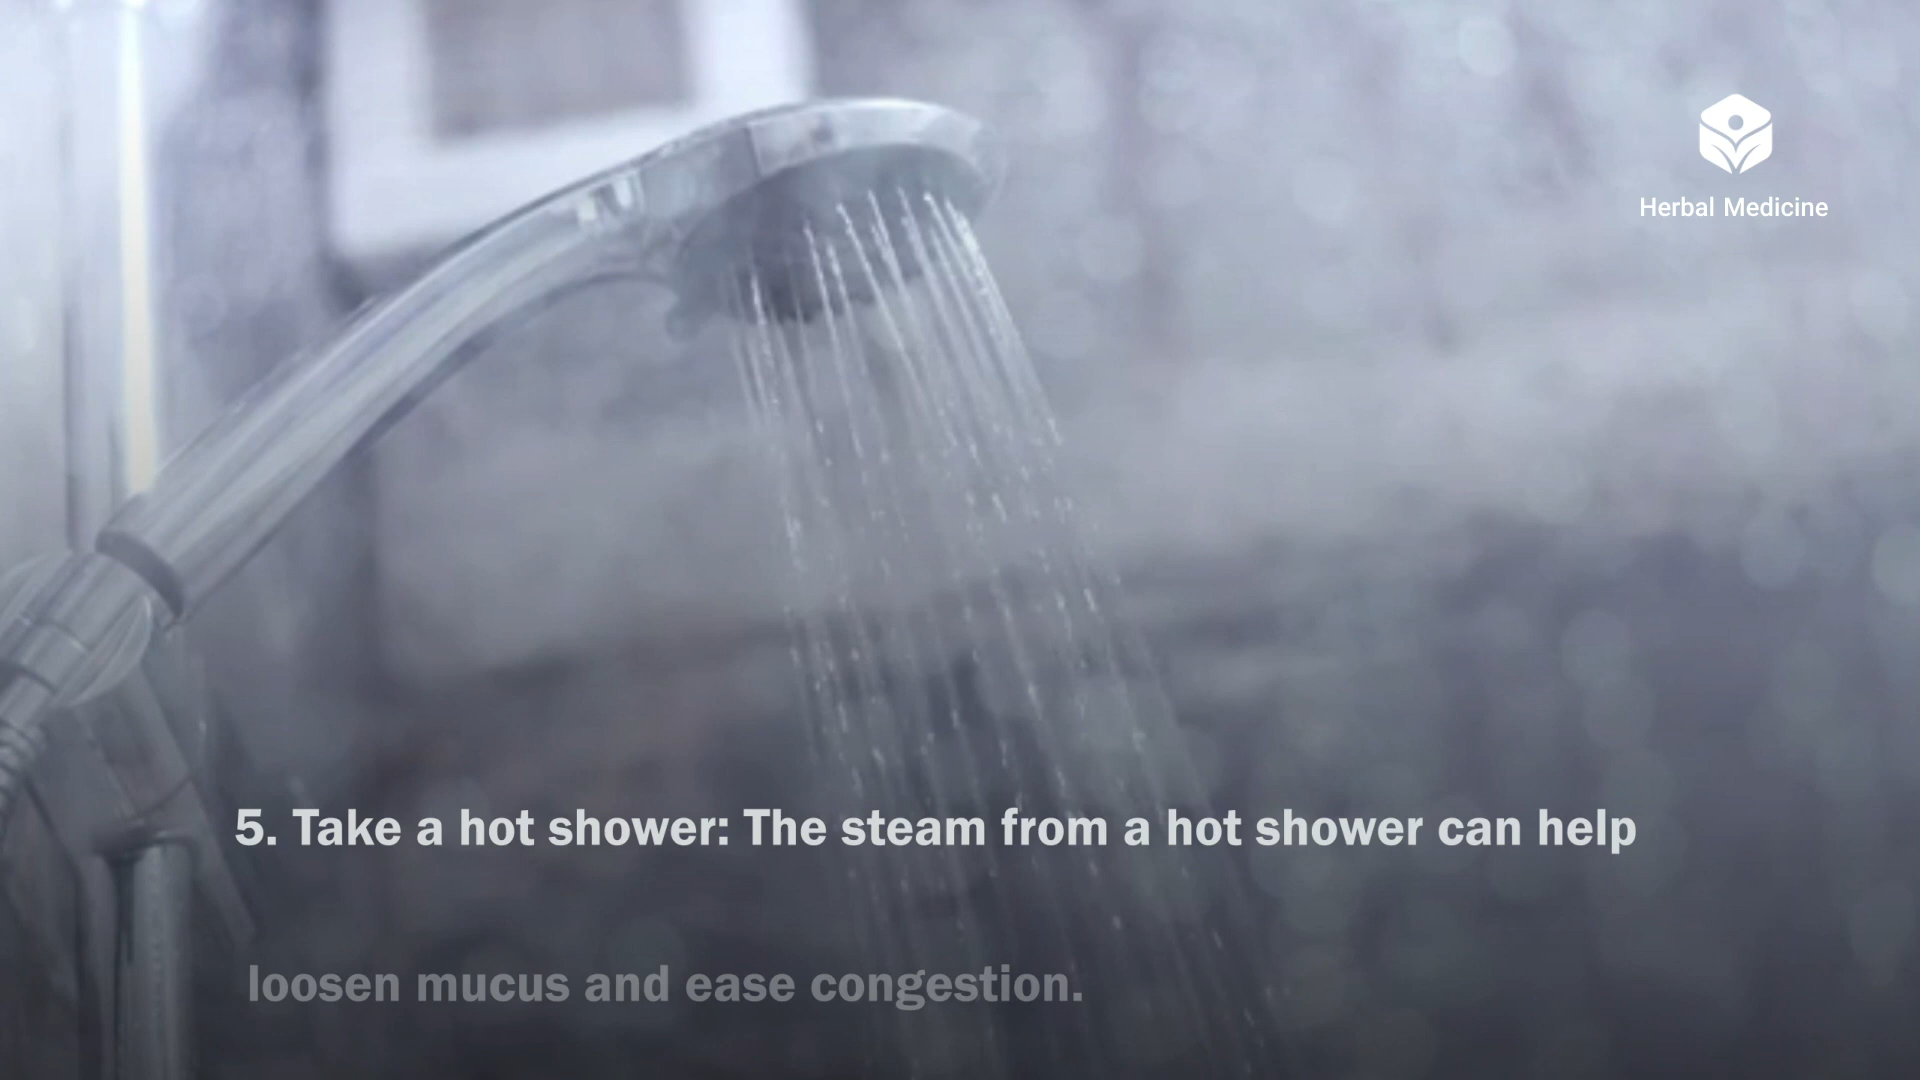 Herbal Medicine
5. Take a hot shower: The steam from a hot shower can help
loosen mucus and ease congestion.